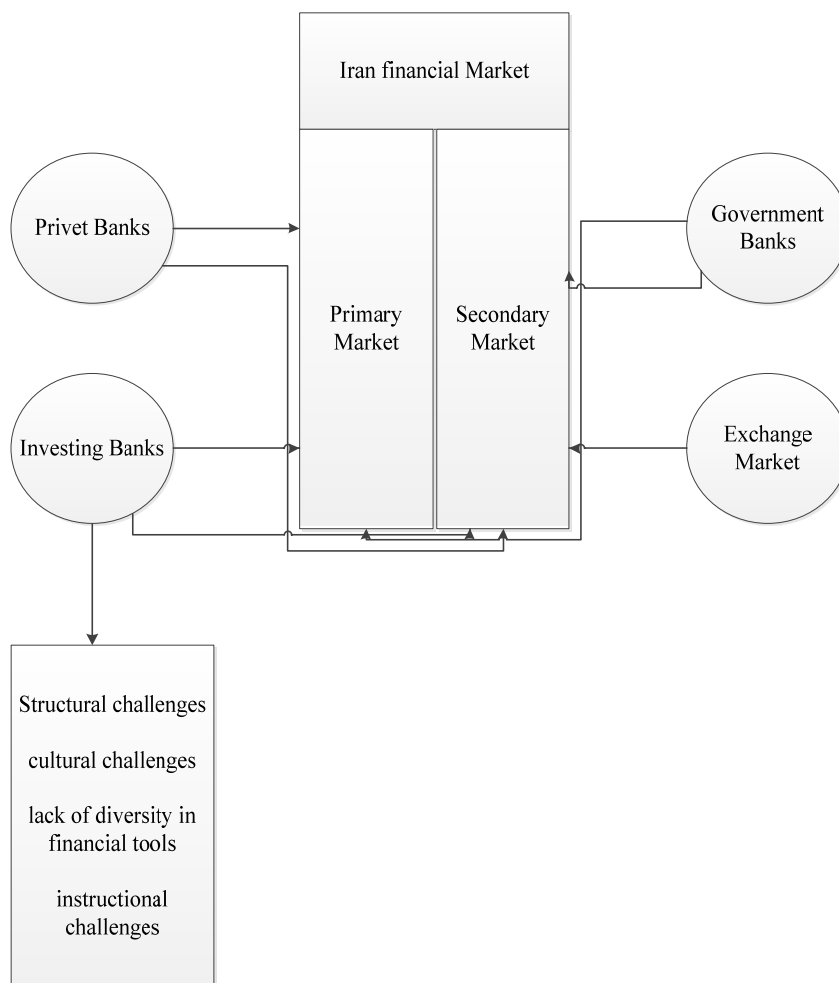 Iran financial Market
Privet Banks
Government
Banks
Primary
Market
Secondary
Market
Investing Banks
Exchange
Market
Structural challenges
cultural challenges
lack of diversity in
financial tools
instructional
challenges